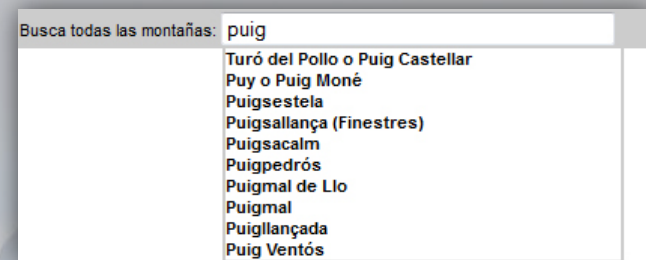 Busca todas las montañas: puig
Turó del Pollo o Puig Castellar
Puy o Puig Moné
Puigsestela
Puigsallança (Finestres)
Puigsacalm
Puigpedrós
Puigmal de Llo
Puigmal
Puigllançada
Puig Ventós